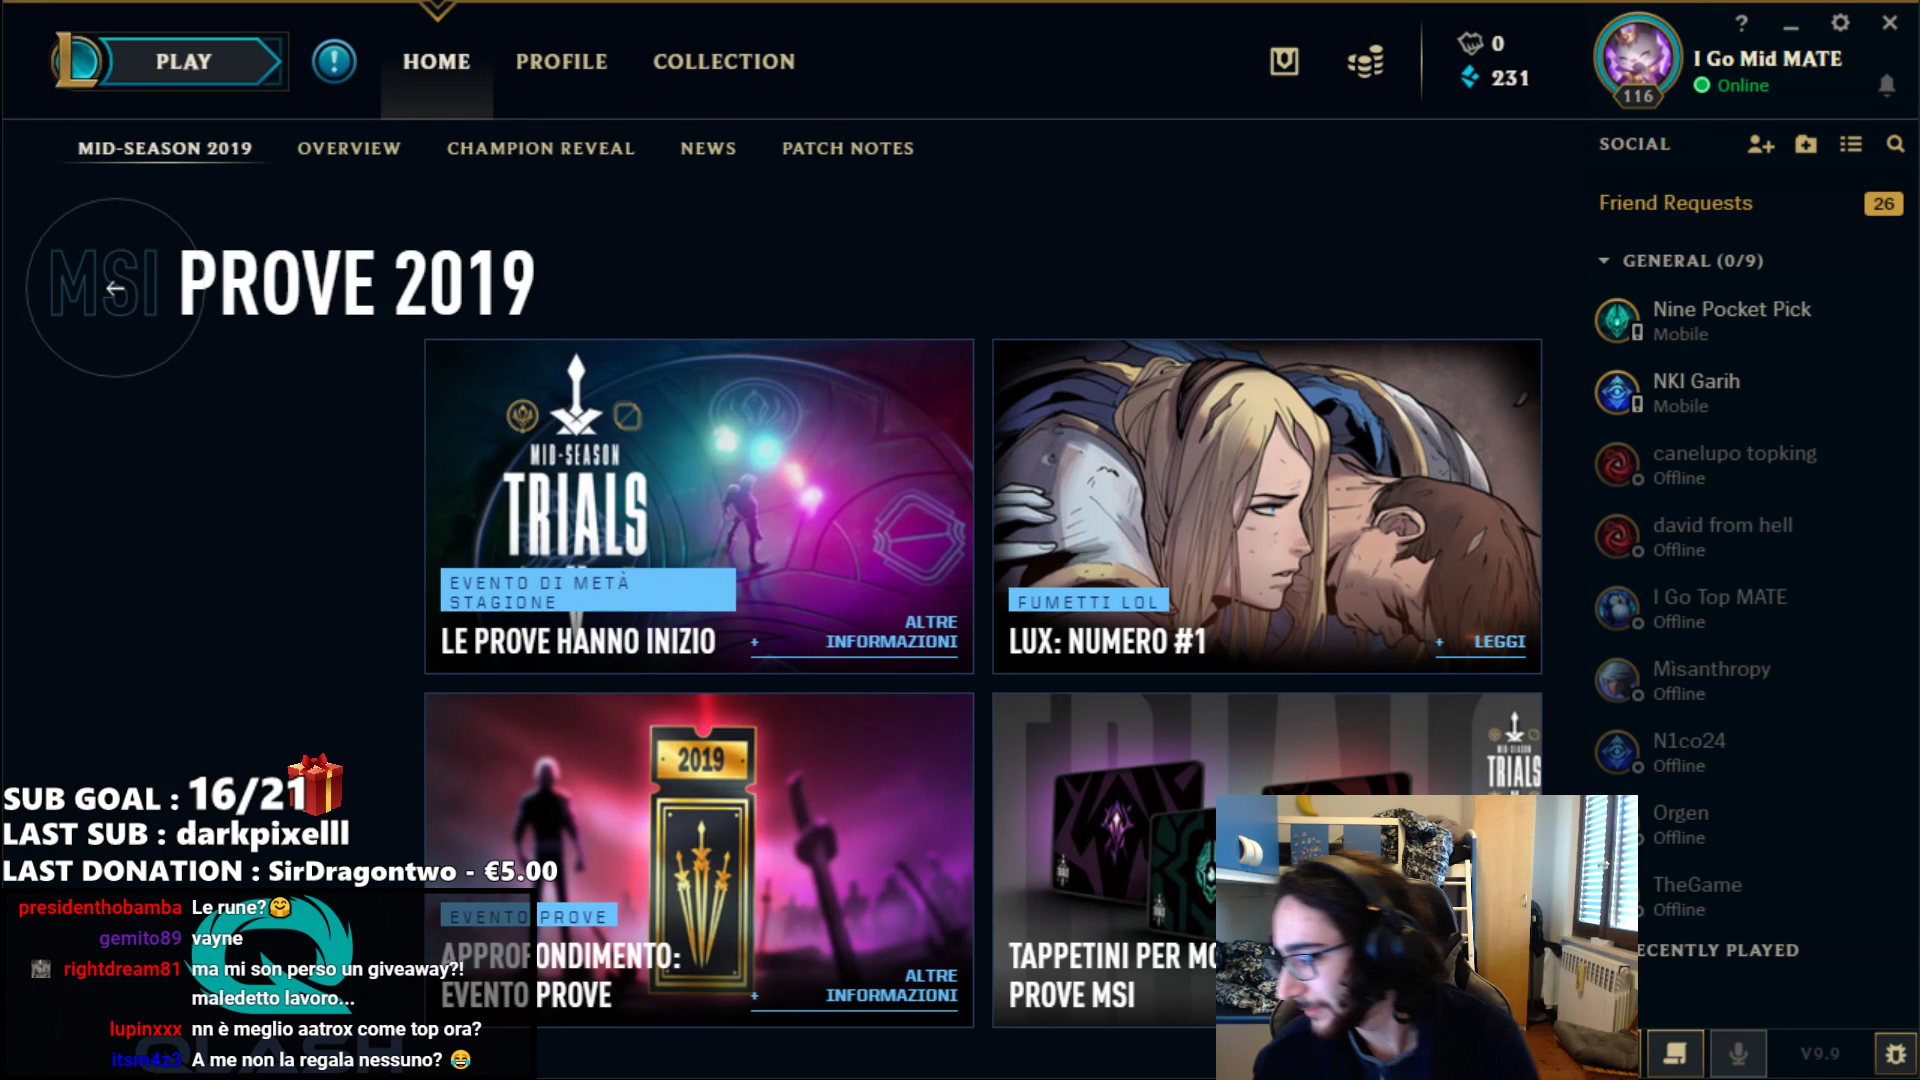 PLAY
HOME
PROFILE
COLLECTION
0
231
116
?
I Go Mid MATE
Online
MID-SEASON 2019
OVERVIEW
CHAMPION REVEAL
NEWS
PATCH NOTES
SOCIAL
Friend Requests
26
GENERAL (0/9)
Nine Pocket Pick
Mobile
NKI Garih
Mobile
canelupo topking
Offline
david from hell
Offline
I Go Top MATE
Offline
Misanthropy
Offline
N1co24
Offline
Orgen
Offline
TheGame
Offline
ECENTLY PLAYED
V9.9
MSI PROVE 2019
MID-SEASON
TRIALS
EVENTO DI METÀ
STAGIONE
LE PROVE HANNO INIZIO
+ ALTRE
INFORMAZIONI
FUMETTI LOL
LUX: NUMERO #1
+ LEGGI
2019
EVENTO PROVE
APPROFONDIMENTO:
EVENTO PROVE
+ ALTRE
INFORMAZIONI
TRIALS
MID-SEASON
TRIALS
TAPPETINI PER MO
PROVE MSI
SUB GOAL : 16/21
LAST SUB : darkpixelll
LAST DONATION : SirDragontwo - €5.00
presidenthobamba Le rune?🤗
gemito89 vayne
rightdream81 ma mi son perso un giveaway?!
maledetto lavoro...
lupinxxx nn è meglio aatrox come top ora?
itsm4z3 A me non la regala nessuno? 😂
QLASH